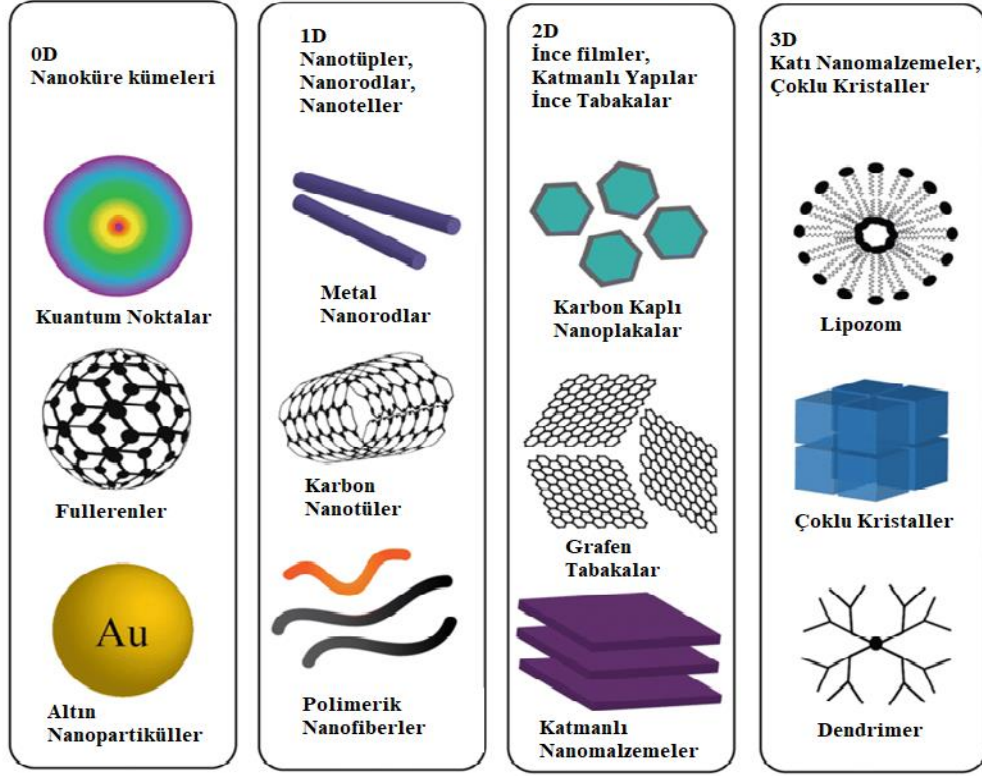 0D
Nanoküre kümeleri
Kuantum Noktalar
Fullerenler
Au
Altın
Nanopartiküller
1D
Nanotüpler,
Nanorodlar,
Nanoteller
Metal
Nanorodlar
Karbon
Nanotüler
Polimerik
Nanofiberler
2D
İnce filmler,
Katmanlı Yapılar
İnce Tabakalar
Karbon Kaplı
Nanoplakalar
Grafen
Tabakalar
Katmanlı
Nanomalzemeler
3D
Katı Nanomalzemeler,
Çoklu Kristaller
Lipozom
Çoklu Kristaller
Dendrimer